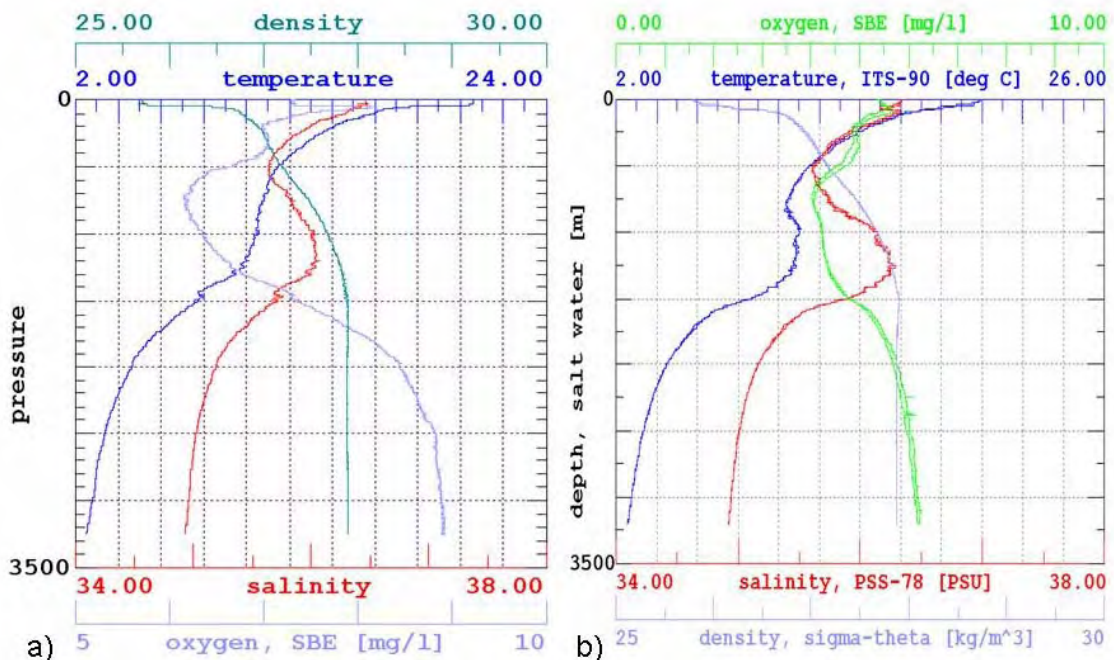 25.00 density 30.00
2.00 temperature 24.00
0
pressure
3500
34.00 salinity 38.00
5 oxygen, SBE [mg/l] 10
a)
0.00 oxygen, SBE [mg/l] 10.00
2.00 temperature, ITS-90 [deg C] 26.00
0
depth, salt water [m]
3500
34.00 salinity, PSS-78 [PSU] 38.00
25 density, sigma-theta [kg/m^3] 30
b)